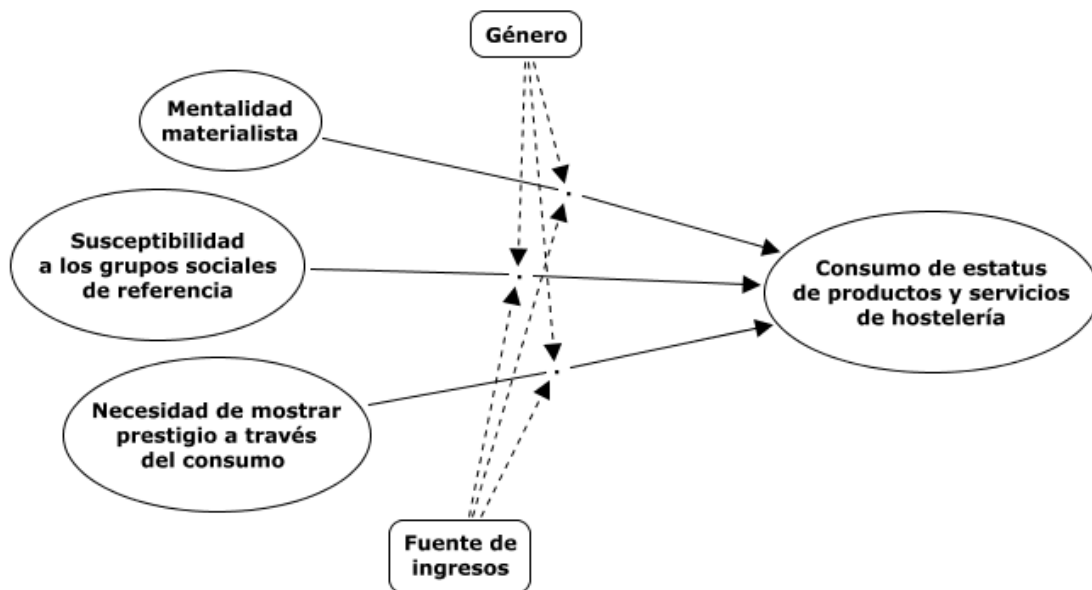 Género
Mentalidad
materialista
Susceptibilidad
a los grupos sociales
de referencia
Consumo de estatus
de productos y servicios
de hostelería
Necesidad de mostrar
prestigio a través
del consumo
Fuente de
ingresos